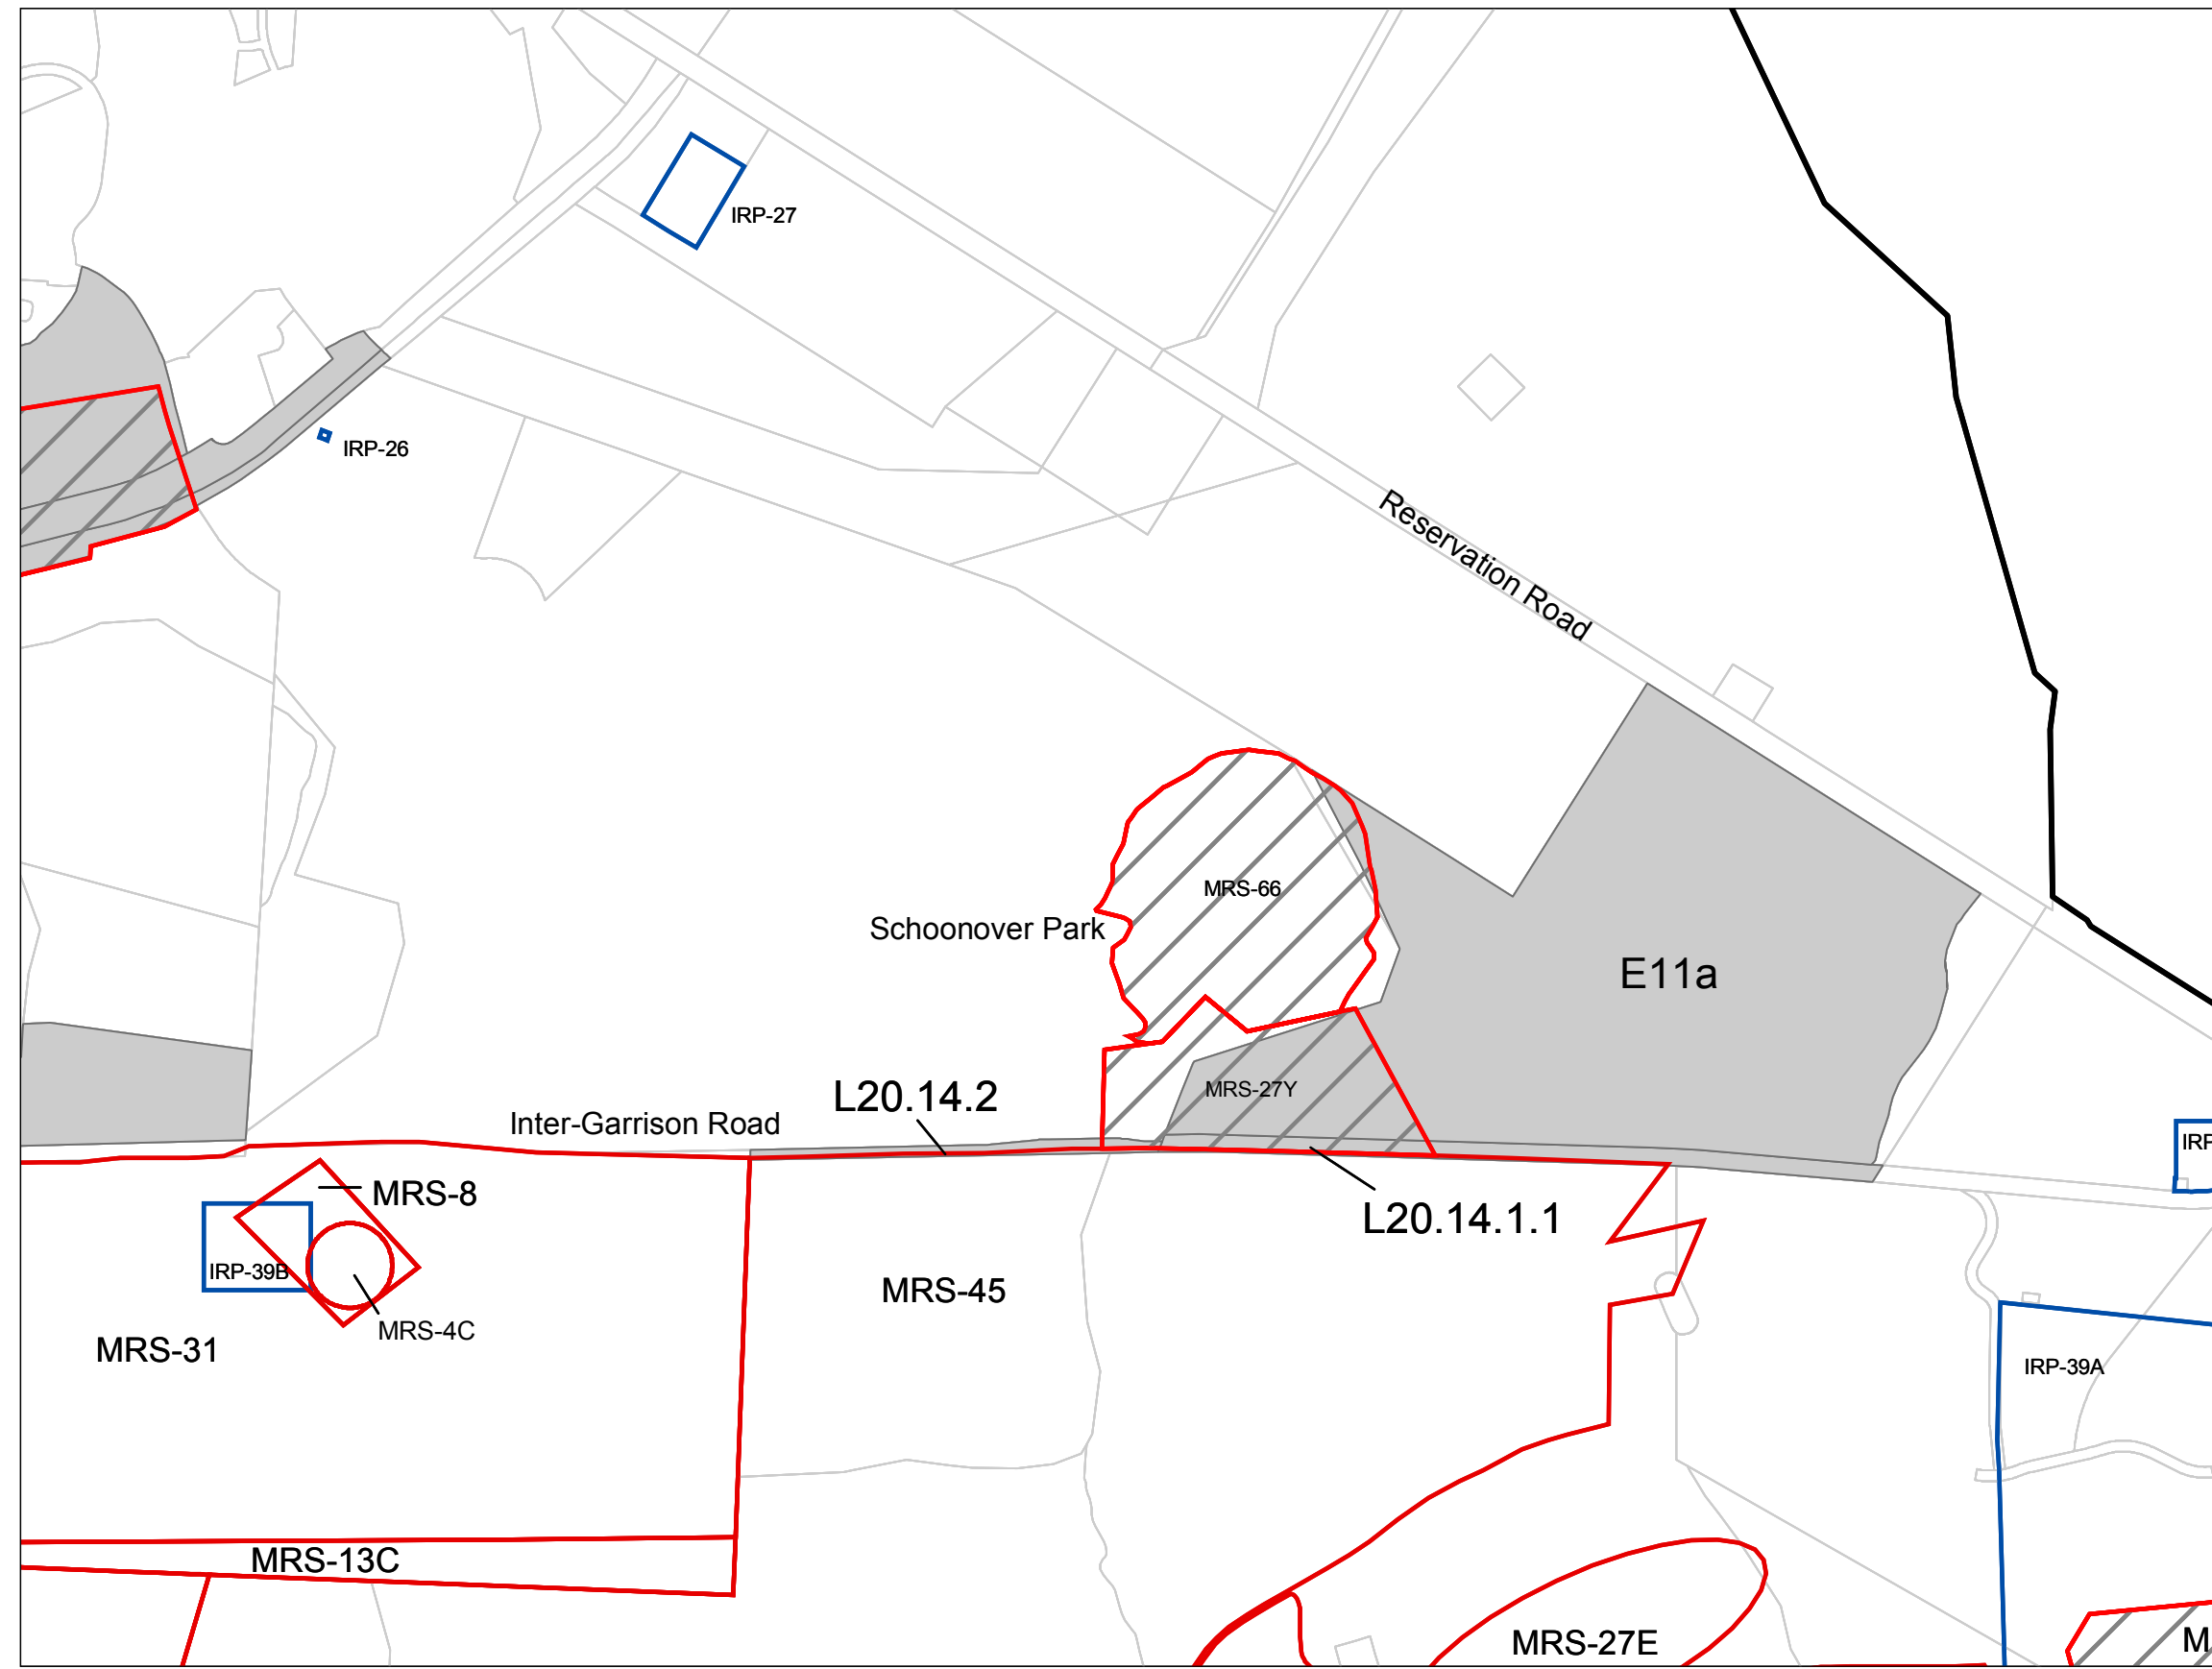 IRP-27
IRP-26
Reservation Road
MRS-66
Schoonover Park
E11a
MRS-27Y
L20.14.2
Inter-Garrison Road
IRP
MRS-8
L20.14.1.1
IRP-39B
MRS-45
MRS-4C
MRS-31
IRP-39A
MRS-13C
MRS-27E
M